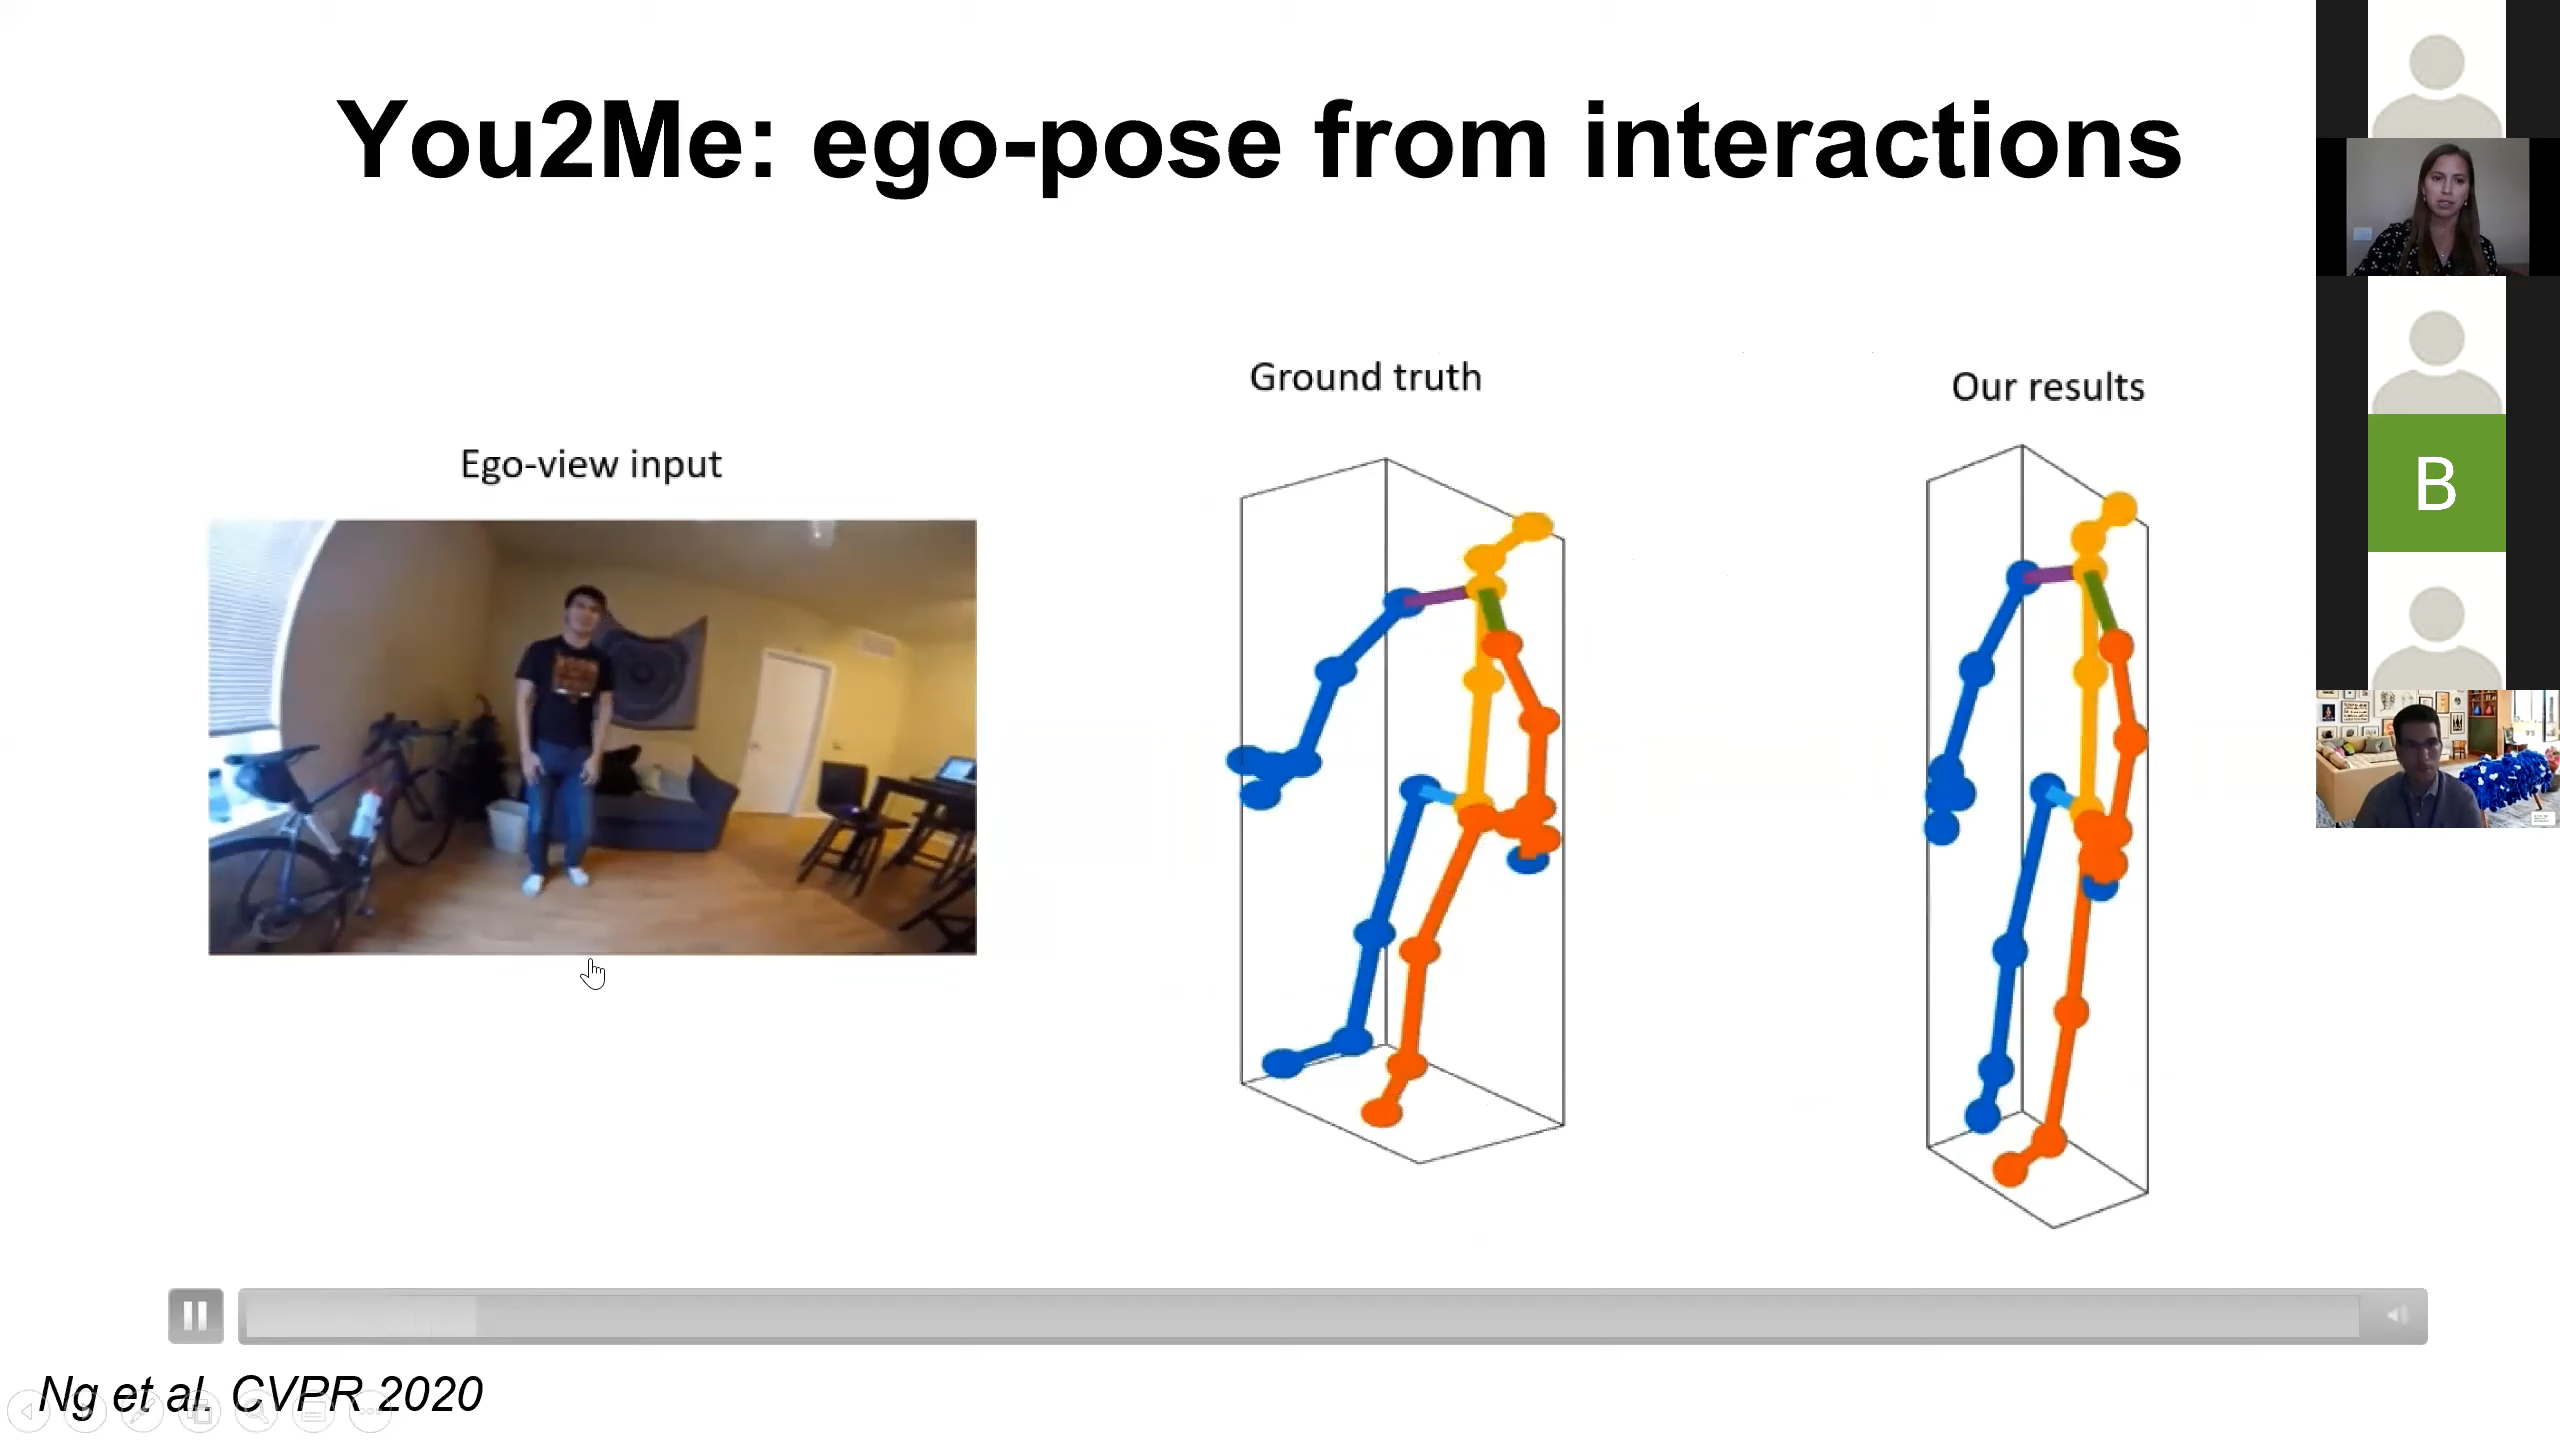 You2Me: ego-pose from interactions
Ground truth
Our results
Ego-view input
B
Ng et al. CVPR 2020